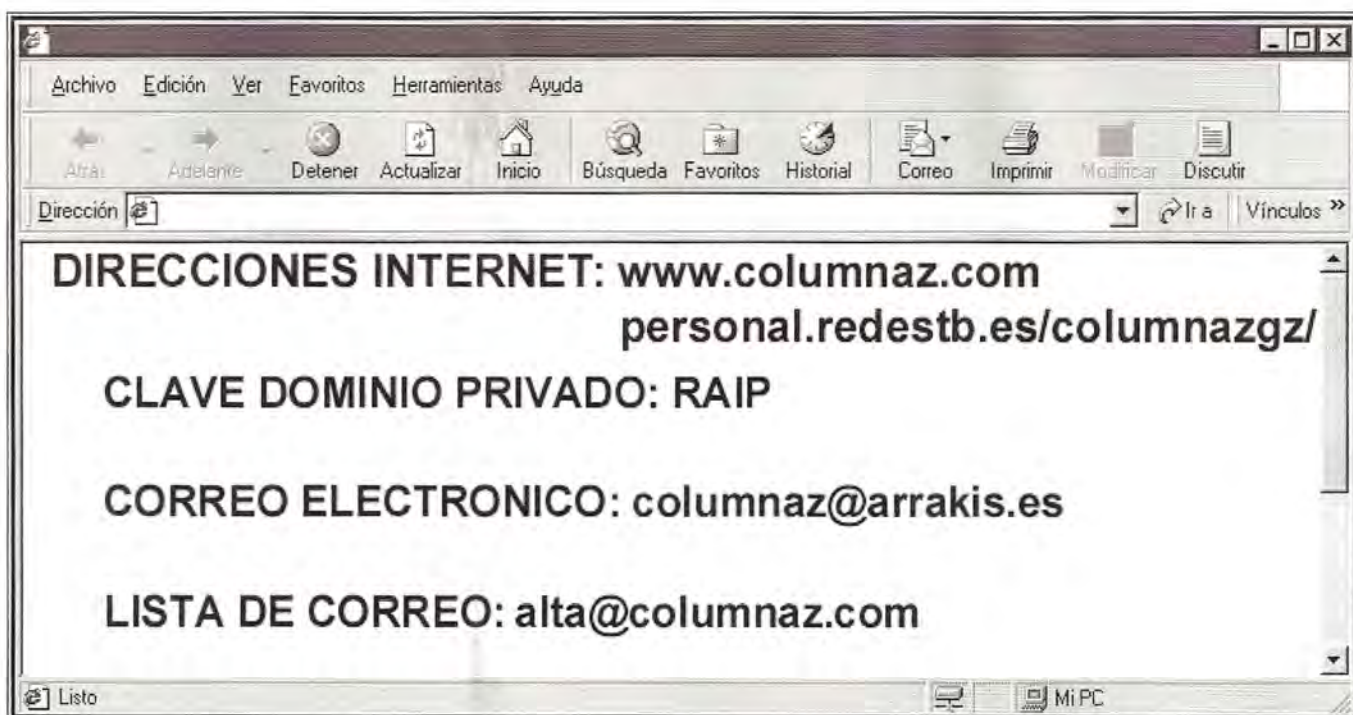 Archivo Edición Ver Favoritos Herramientas Ayuda
Atrás Adelante Detener Actualizar Inicio Búsqueda Favoritos Historial Correo Imprimir Modificar Discutir
Dirección Ir a Vínculos »
DIRECCIONES INTERNET: www.columnaz.com
personal.redestb.es/columnazgz/
CLAVE DOMINIO PRIVADO: RAIP
CORREO ELECTRONICO: columnaz@arrakis.es
LISTA DE CORREO: alta@columnaz.com
Listo Mi PC